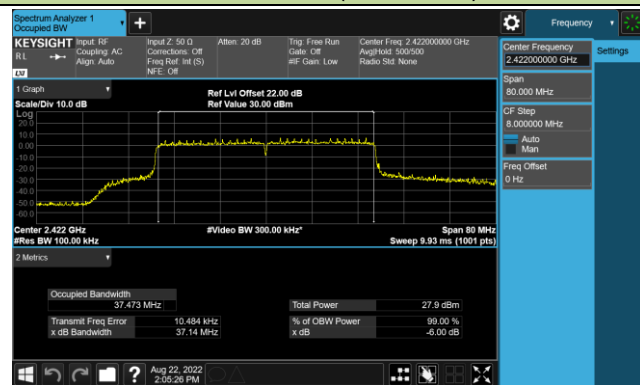 Spectrum Analyzer 1
Occupied BW
Frequency
KEYSIGHT
Input: RF
Input Z: 50 Ω
Atten: 20 dB
Trig: Free Run
Center Freq: 2.422000000 GHz
RL
Coupling: AC
Corrections: Off
Gate: Off
Avg|Hold: 500/500
Align: Auto
Freq Ref: Int (S)
#IF Gain: Low
Radio Std: None
NFE: Off
LXI
Center Frequency
2.422000000 GHz
Settings
Span
80.000 MHz
CF Step
8.000000 MHz
Auto
Man
Freq Offset
0 Hz
1 Graph
Ref Lvl Offset 22.00 dB
Scale/Div 10.0 dB
Ref Value 30.00 dBm
Log
20.0
10.0
0.00
-10.0
-20.0
-30.0
-40.0
-50.0
-60.0
Center 2.422 GHz
#Video BW 300.00 kHz*
Span 80 MHz
#Res BW 100.00 kHz
Sweep 9.93 ms (1001 pts)
2 Metrics
Occupied Bandwidth
37.473 MHz
Total Power
27.9 dBm
Transmit Freq Error
10.484 kHz
% of OBW Power
99.00 %
x dB Bandwidth
37.14 MHz
x dB
-6.00 dB
?
Aug 22, 2022
2:05:26 PM